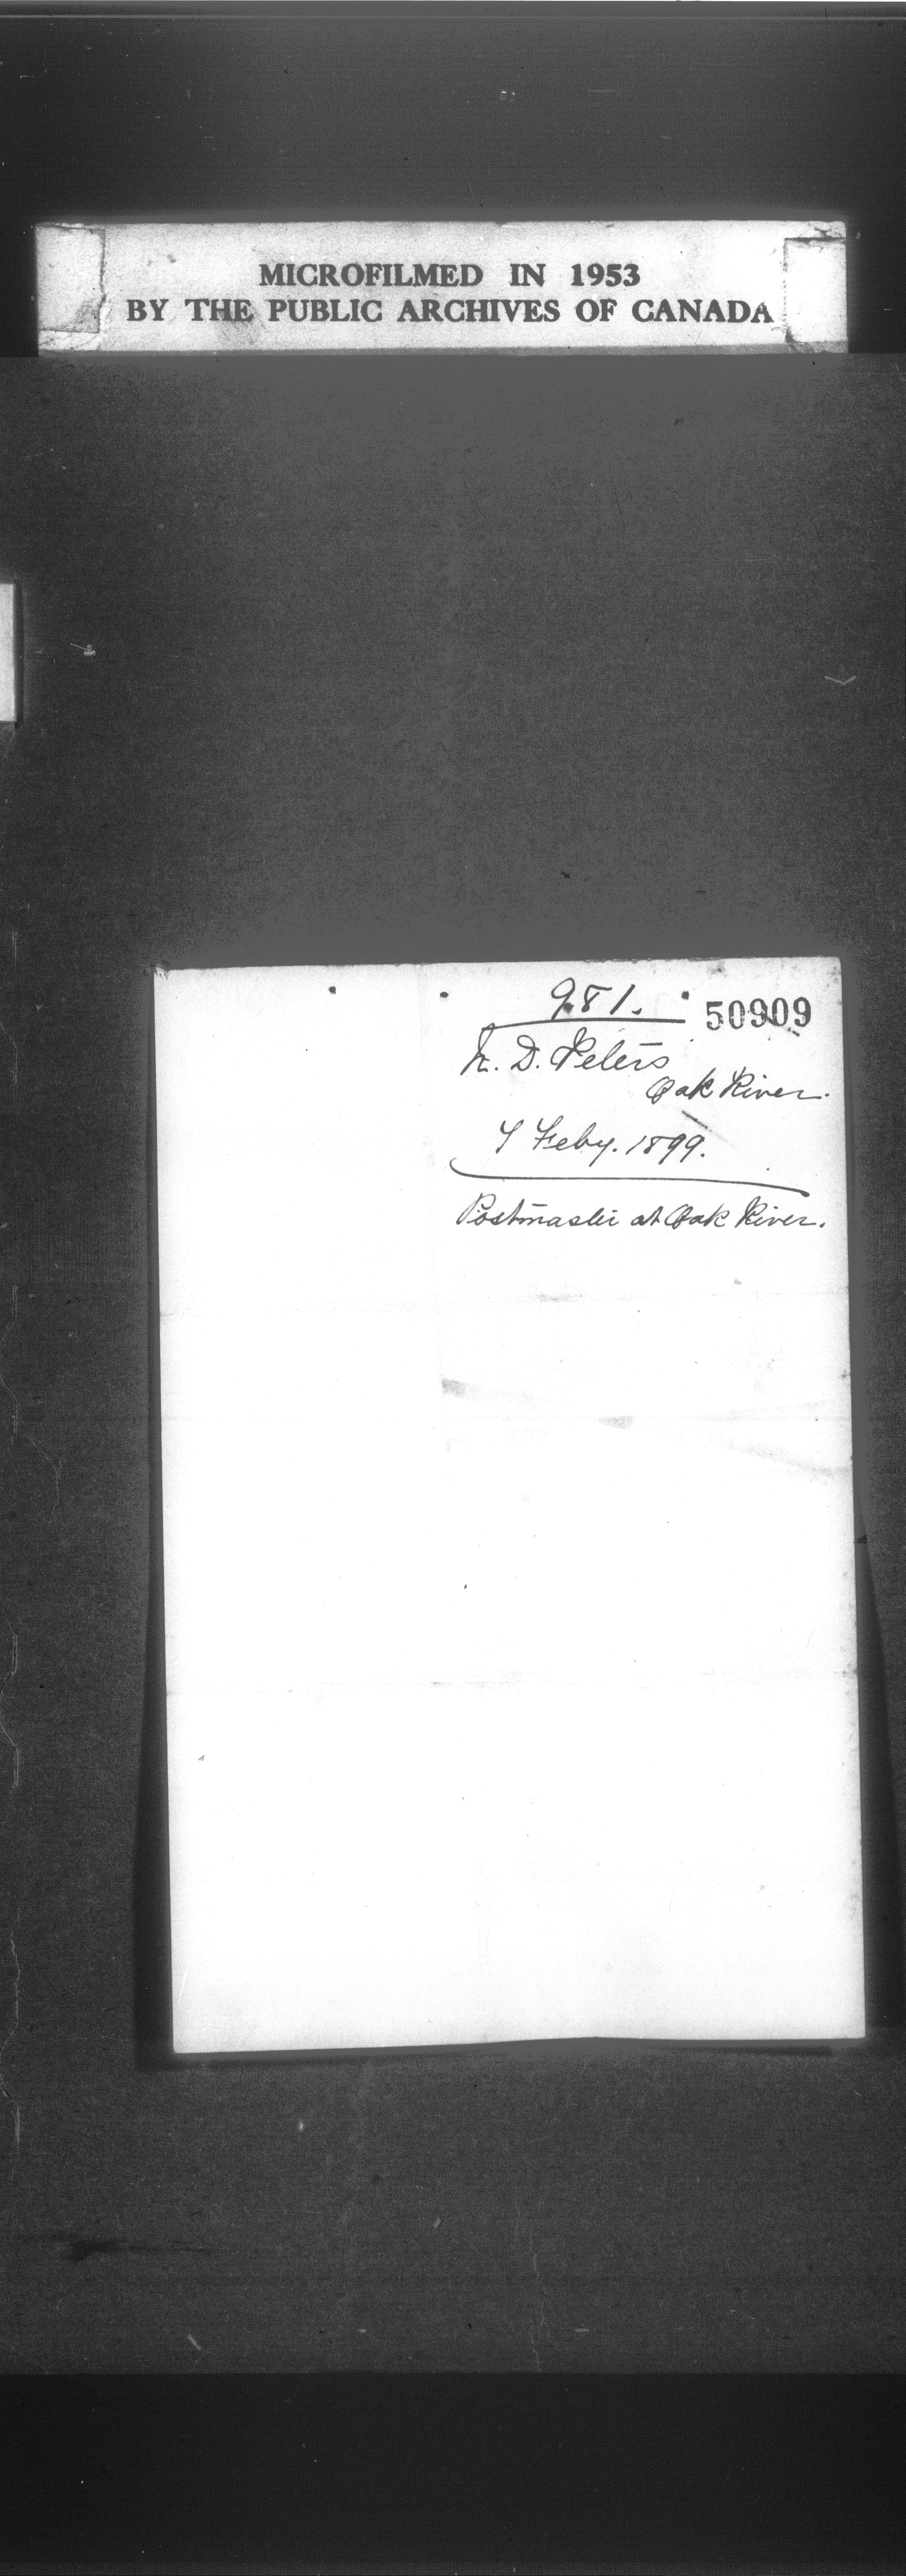 MICROFILMED IN 1953
BY THE PUBLIC ARCHIVES OF CANADA
981.
50909
D. Peters
Oak River.
Feby. 1899.
Postmaster at Oak River.